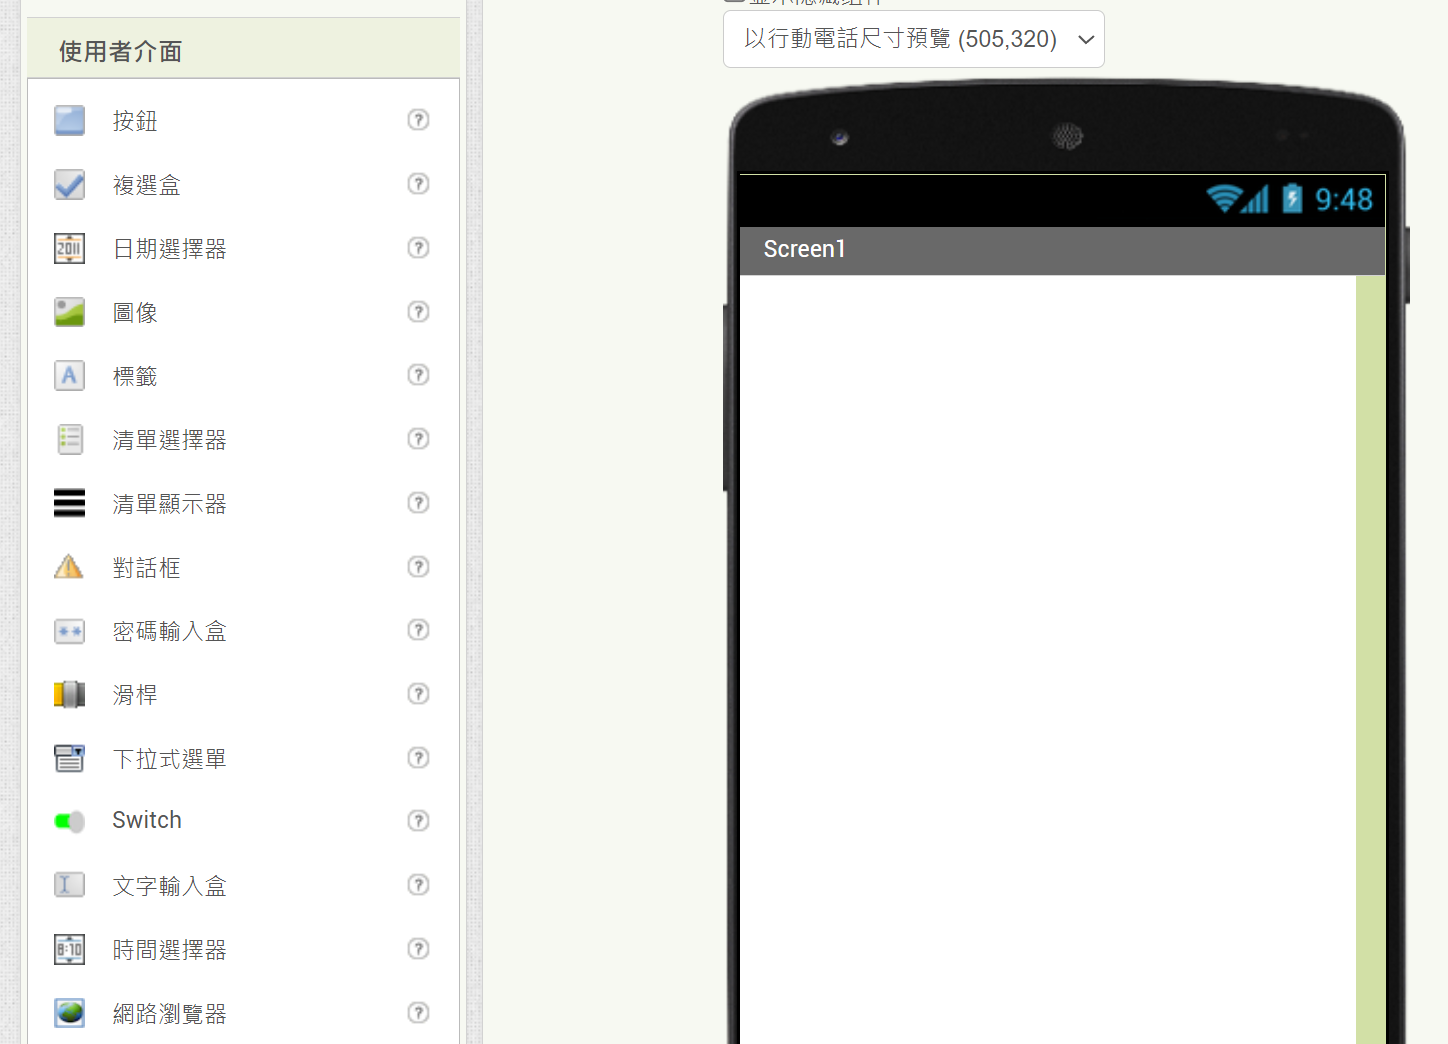 使用者介面
按鈕
複選盒
日期選擇器
圖像
標籤
清單選擇器
清單顯示器
對話框
密碼輸入盒
滑桿
下拉式選單
Switch
文字輸入盒
時間選擇器
網路瀏覽器
以行動電話尺寸預覽 (505,320)
9:48
Screen1